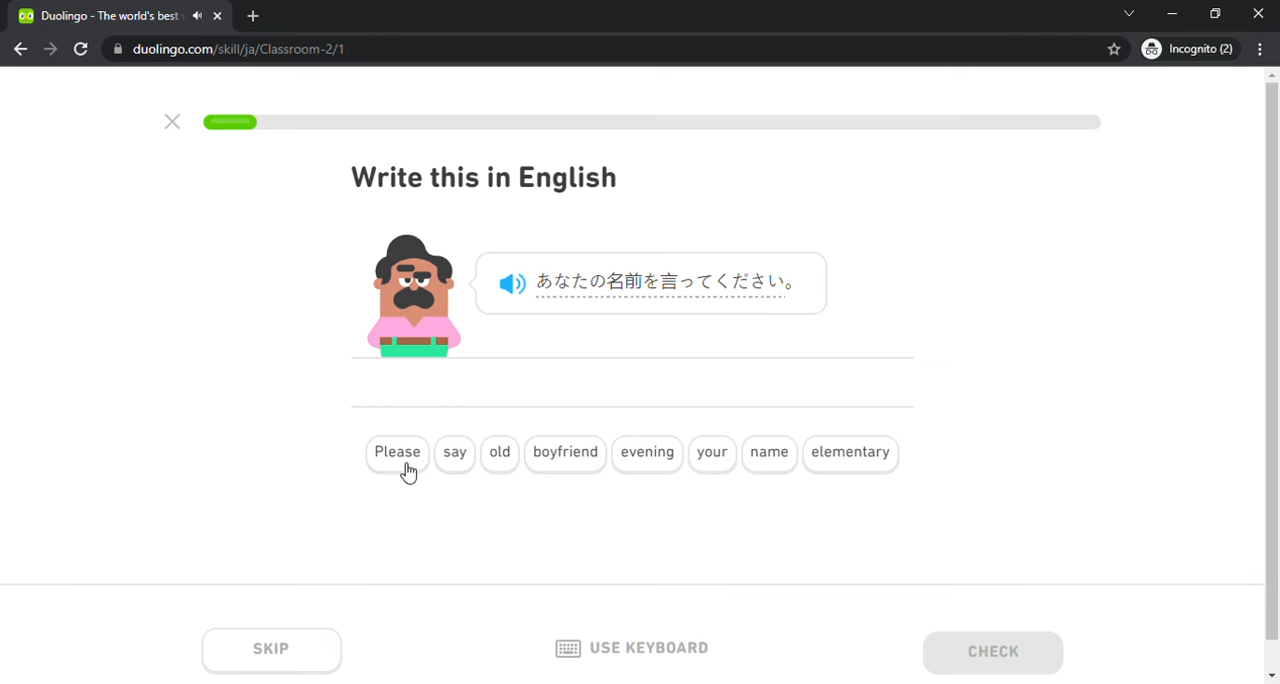 Duolingo - The world's best
duolingo.com/skill/ja/Classroom-2/1
Incognito (2)
Write this in English
あなたの名前を言ってください。
Please say old boyfriend evening your name elementary
SKIP
USE KEYBOARD
CHECK